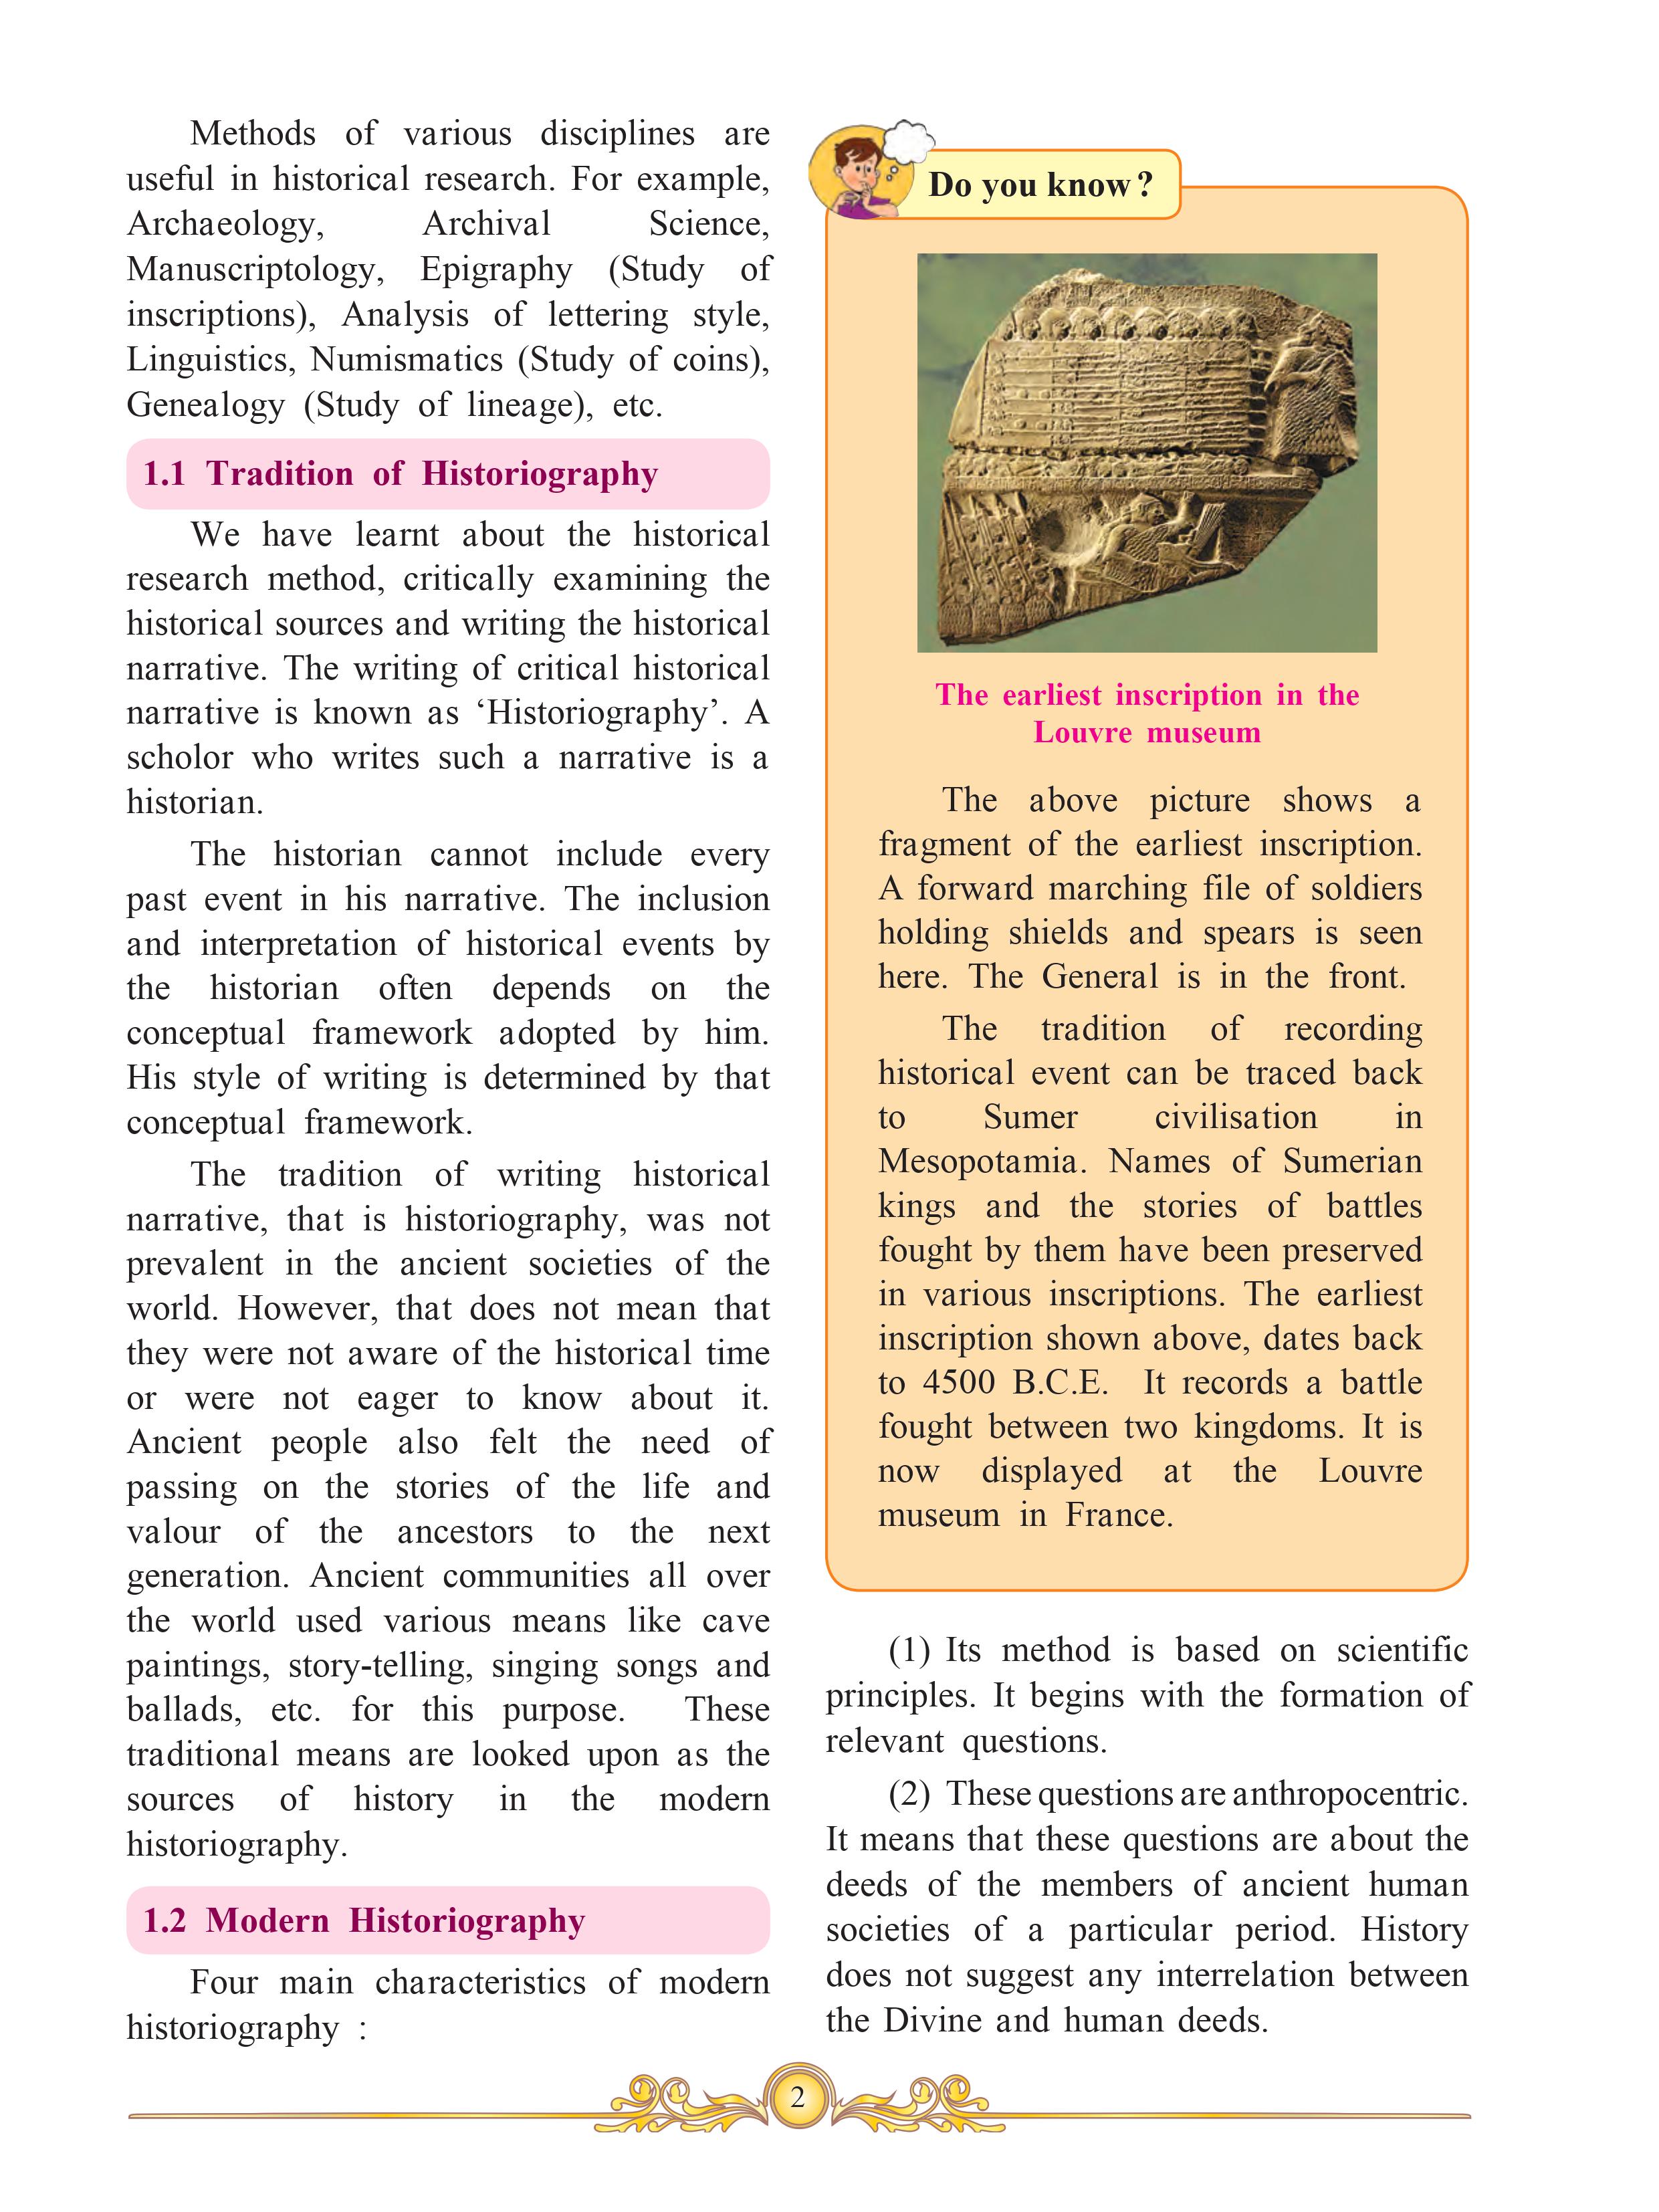 Methods of various disciplines are
useful in historical research. For example,
Archaeology, Archival Science,
Manuscriptology, Epigraphy (Study of
inscriptions), Analysis of lettering style,
Linguistics, Numismatics (Study of coins),
Genealogy (Study of lineage), etc.
1.1 Tradition of Historiography
We have learnt about the historical
research method, critically examining the
historical sources and writing the historical
narrative. The writing of critical historical
narrative is known as ‘Historiography’. A
scholor who writes such a narrative is a
historian.
The historian cannot include every
past event in his narrative. The inclusion
and interpretation of historical events by
the historian often depends on the
conceptual framework adopted by him.
His style of writing is determined by that
conceptual framework.
The tradition of writing historical
narrative, that is historiography, was not
prevalent in the ancient societies of the
world. However, that does not mean that
they were not aware of the historical time
or were not eager to know about it.
Ancient people also felt the need of
passing on the stories of the life and
valour of the ancestors to the next
generation. Ancient communities all over
the world used various means like cave
paintings, story-telling, singing songs and
ballads, etc. for this purpose. These
traditional means are looked upon as the
sources of history in the modern
historiography.
1.2 Modern Historiography
Four main characteristics of modern
historiography :
Do you know?
The earliest inscription in the
Louvre museum
The above picture shows a
fragment of the earliest inscription.
A forward marching file of soldiers
holding shields and spears is seen
here. The General is in the front.
The tradition of recording
historical event can be traced back
to Sumer civilisation in
Mesopotamia. Names of Sumerian
kings and the stories of battles
fought by them have been preserved
in various inscriptions. The earliest
inscription shown above, dates back
to 4500 B.C.E. It records a battle
fought between two kingdoms. It is
now displayed at the Louvre
museum in France.
(1) Its method is based on scientific
principles. It begins with the formation of
relevant questions.
(2) These questions are anthropocentric.
It means that these questions are about the
deeds of the members of ancient human
societies of a particular period. History
does not suggest any interrelation between
the Divine and human deeds.
2